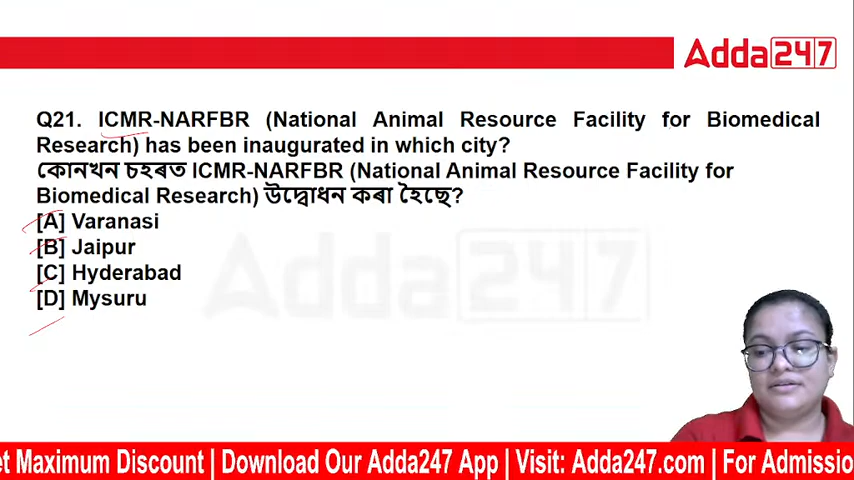 Adda247
Q21. ICMR-NARFBR (National Animal Resource Facility for Biomedical
Research) has been inaugurated in which city?
কোনখন চহৰত ICMR-NARFBR (National Animal Resource Facility for
Biomedical Research) উদ্বোধন কৰা হৈছে?
[A] Varanasi
[B] Jaipur
[C] Hyderabad
[D] Mysuru
Adda247
et Maximum Discount | Download Our Adda247 App | Visit: Adda247.com | For Admissio